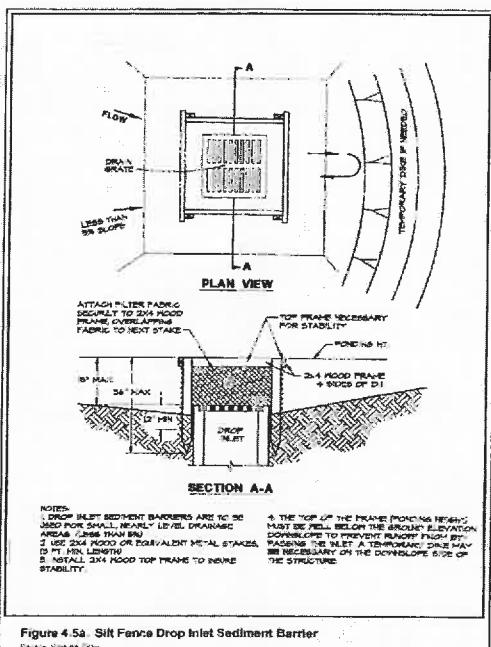 A
FLOW
DRAIN
GRATE
LESS THAN
5% SLOPE
TEMPORARY DIKE IF NEEDED
A
PLAN VIEW
ATTACH FILTER FABRIC
SECURELY TO 2X4 WOOD
FRAME, OVERLAPPING
FABRIC TO NEXT STAKE
TOP FRAME NECESSARY
FOR STABILITY
PONDING HT.
2x4 WOOD FRAME
4 SIDES OF D.I.
18" MAX
36" MAX
12" MIN
DROP
INLET
SECTION A-A
NOTES:
1. DROP INLET SEDIMENT BARRIERS ARE TO BE
USED FOR SMALL, NEARLY LEVEL DRAINAGE
AREAS. (LESS THAN 5%)
2. USE 2X4 WOOD OR EQUIVALENT METAL STAKES,
(3 FT. MIN. LENGTH)
3. INSTALL 2X4 WOOD TOP FRAME TO INSURE
STABILITY.
4. THE TOP OF THE FRAME (PONDING HEIGHT)
MUST BE WELL BELOW THE GROUND ELEVATION
DOWNSLOPE TO PREVENT RUNOFF FROM BY-
PASSING THE INLET. A TEMPORARY DIKE MAY
BE NECESSARY ON THE DOWNSLOPE SIDE OF
THE STRUCTURE.
Figure 4.5a Silt Fence Drop Inlet Sediment Barrier